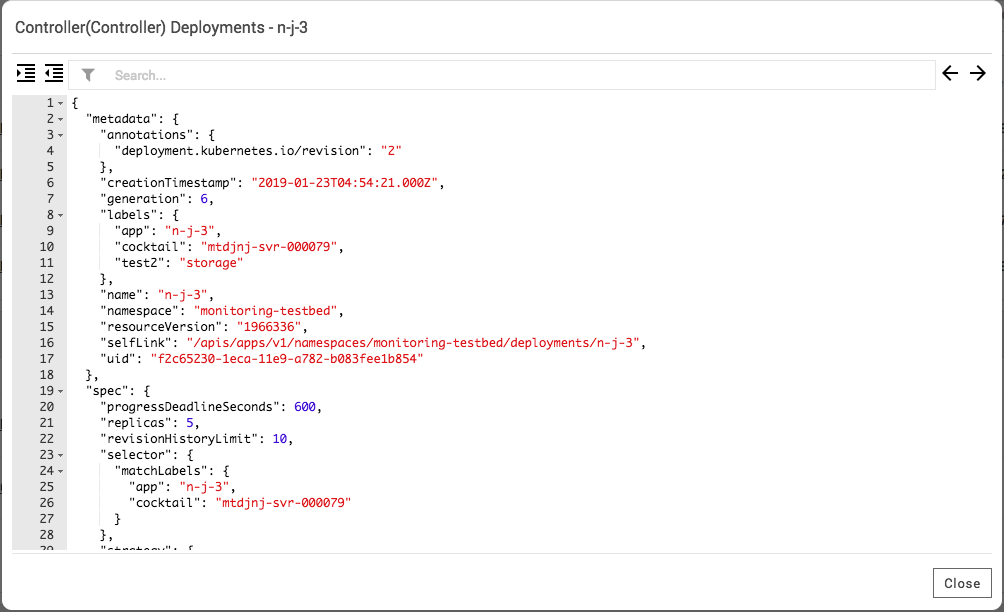 Controller(Controller) Deployments - n-j-3
Search...
1 {
2 "metadata": {
3 "annotations": {
4 "deployment.kubernetes.io/revision": "2"
5 },
6 "creationTimestamp": "2019-01-23T04:54:21.000Z",
7 "generation": 6,
8 "labels": {
9 "app": "n-j-3",
10 "cocktail": "mtdjnj-svr-000079",
11 "test2": "storage"
12 },
13 "name": "n-j-3",
14 "namespace": "monitoring-testbed",
15 "resourceVersion": "1966336",
16 "selfLink": "/apis/apps/v1/namespaces/monitoring-testbed/deployments/n-j-3",
17 "uid": "f2c65230-1eca-11e9-a782-b083fee1b854"
18 },
19 "spec": {
20 "progressDeadlineSeconds": 600,
21 "replicas": 5,
22 "revisionHistoryLimit": 10,
23 "selector": {
24 "matchLabels": {
25 "app": "n-j-3",
26 "cocktail": "mtdjnj-svr-000079"
27 }
28 },
29 "strategy": {
Close